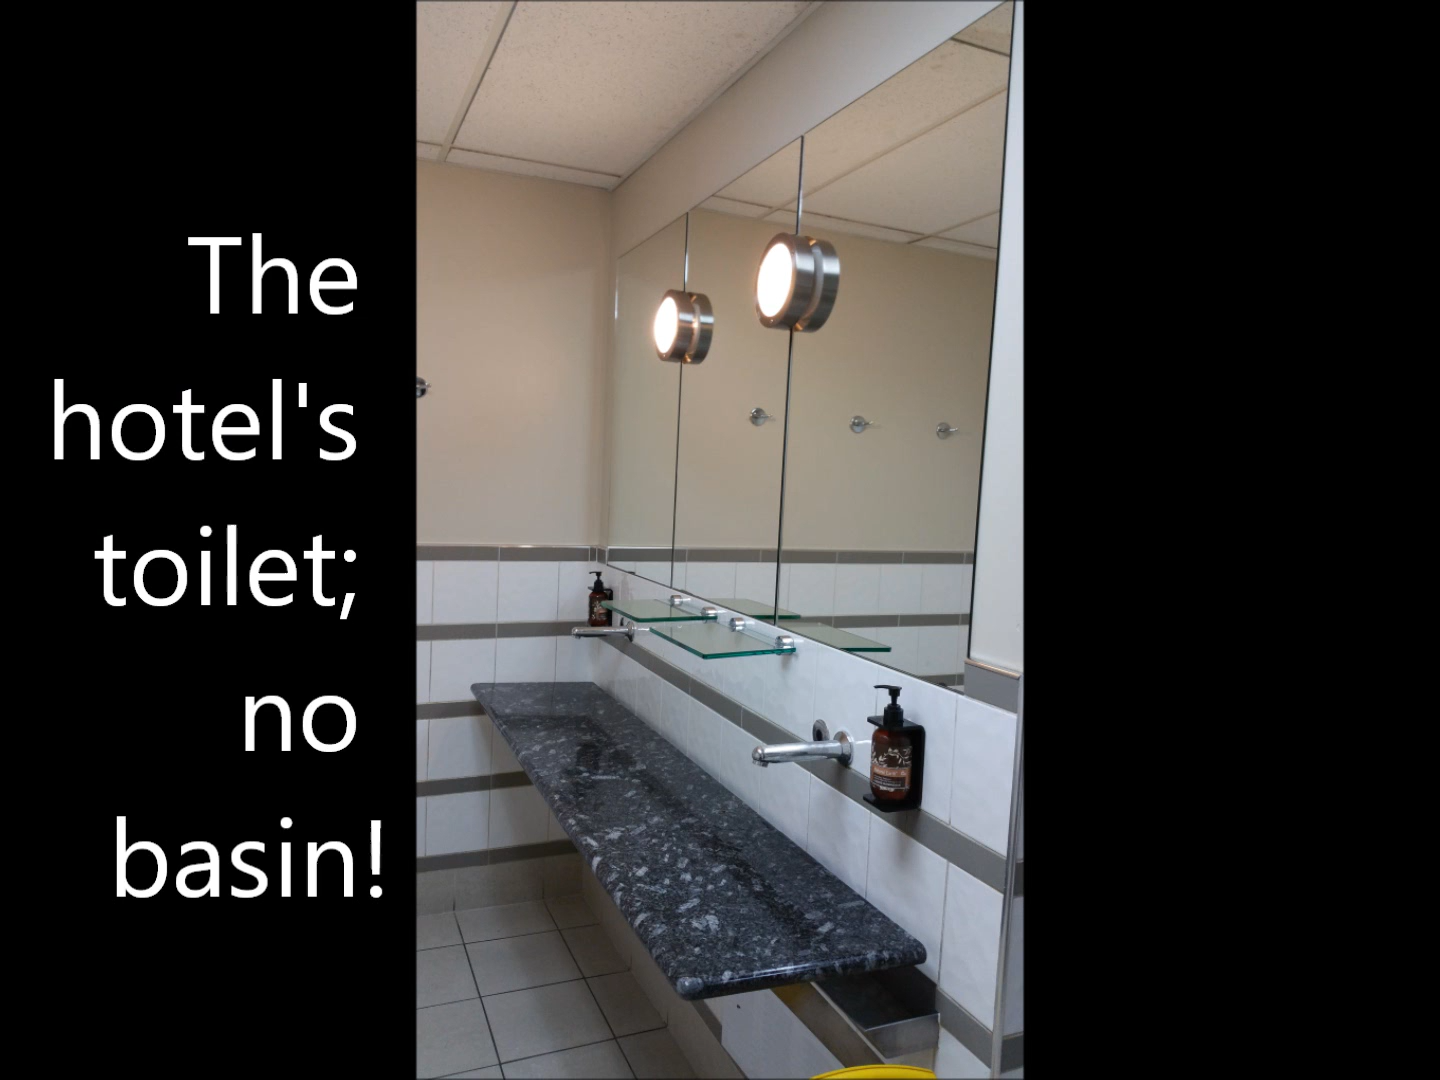 The
hotel's
toilet;
no
basin!